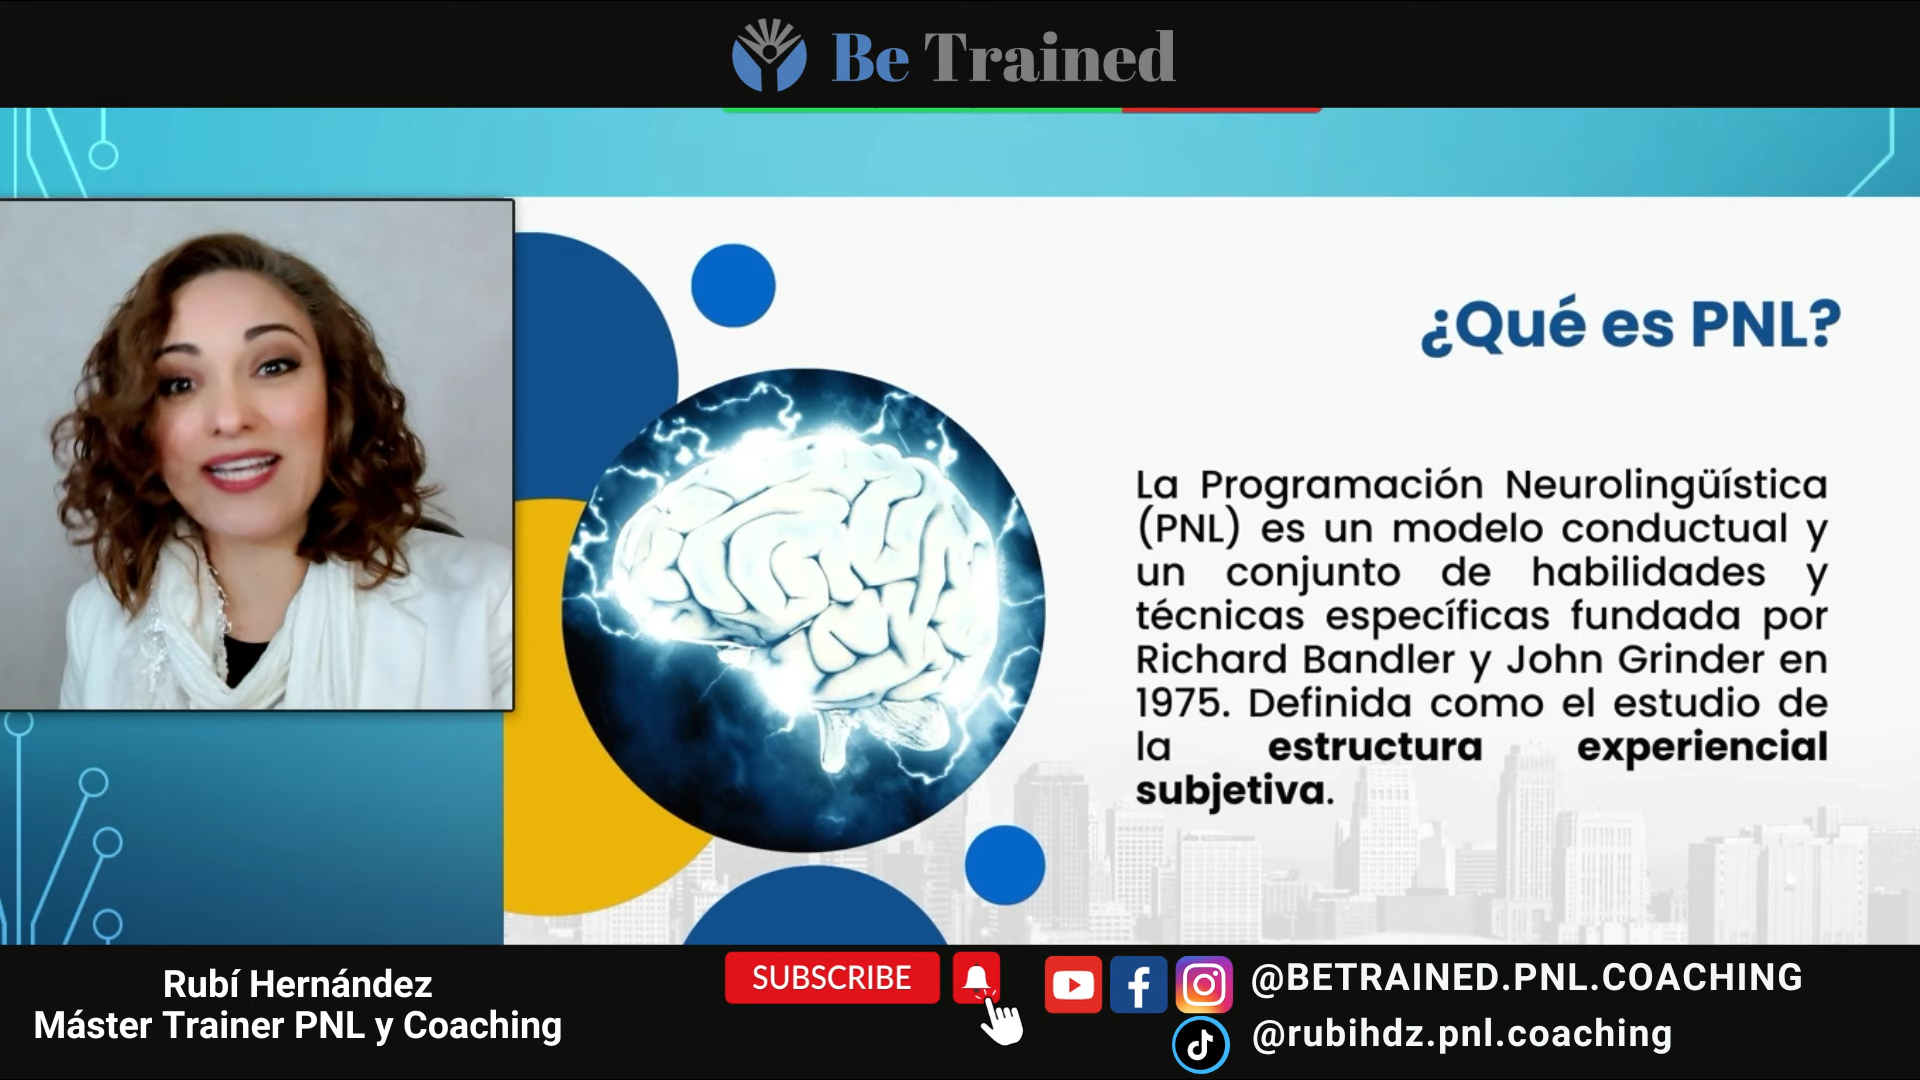 Be Trained
¿Qué es PNL?
La Programación Neurolingüística
(PNL) es un modelo conductual y
un conjunto de habilidades y
técnicas específicas fundada por
Richard Bandler y John Grinder en
1975. Definida como el estudio de
la estructura experiencial
subjetiva.
Rubí Hernández
Máster Trainer PNL y Coaching
SUBSCRIBE
@BETRAINED.PNL.COACHING
@rubihdz.pnl.coaching